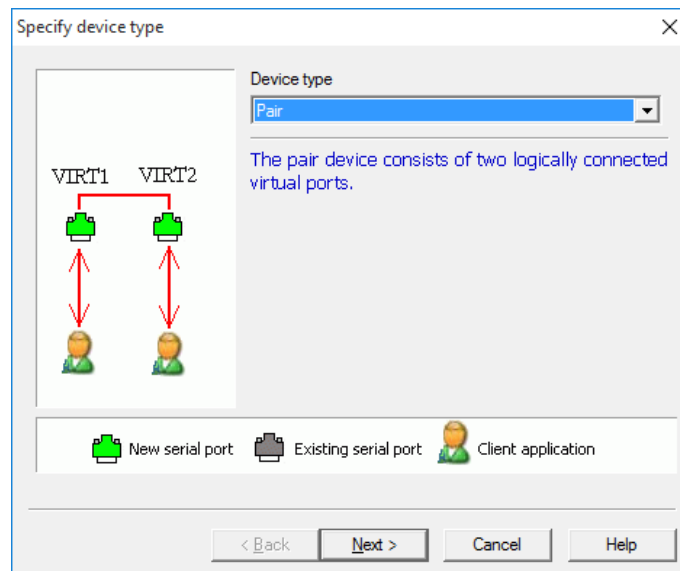 Specify device type
Device type
Pair
The pair device consists of two logically connected
virtual ports.
VIRT1 VIRT2
New serial port Existing serial port Client application
< Back Next > Cancel Help